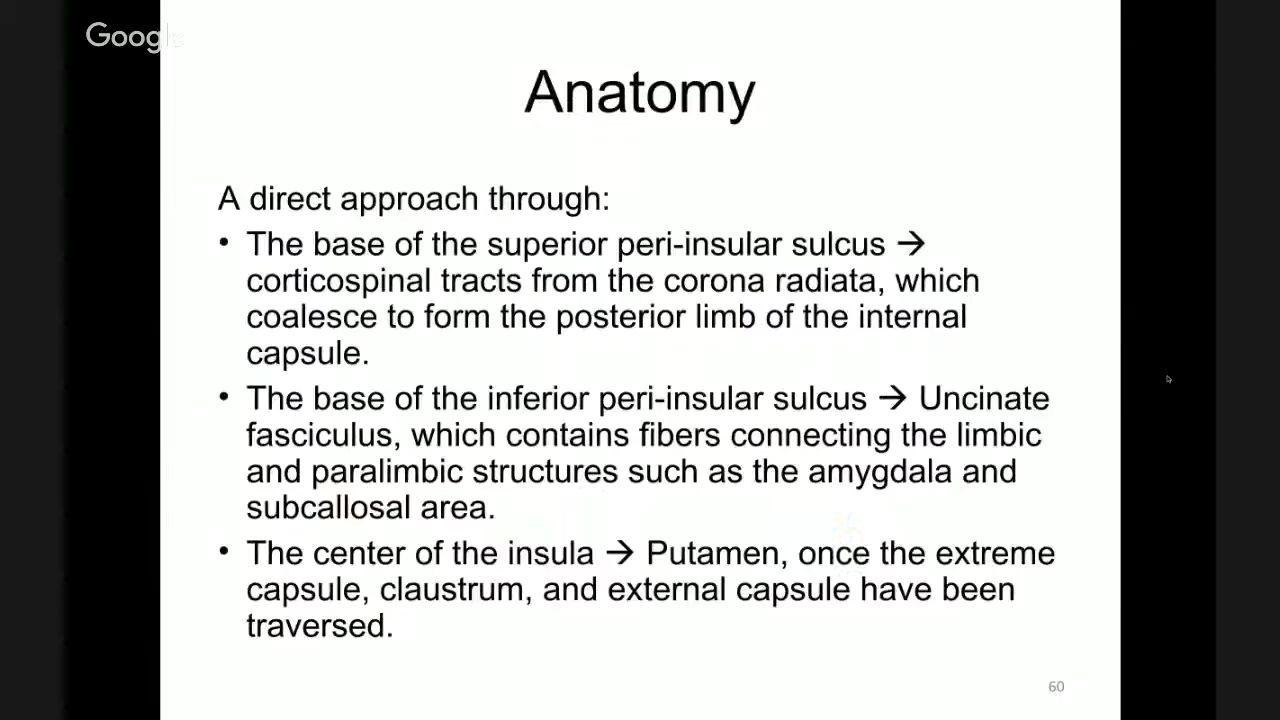 Google
Anatomy
A direct approach through:
• The base of the superior peri-insular sulcus →
corticospinal tracts from the corona radiata, which
coalesce to form the posterior limb of the internal
capsule.
• The base of the inferior peri-insular sulcus → Uncinate
fasciculus, which contains fibers connecting the limbic
and paralimbic structures such as the amygdala and
subcallosal area.
• The center of the insula → Putamen, once the extreme
capsule, claustrum, and external capsule have been
traversed.
60